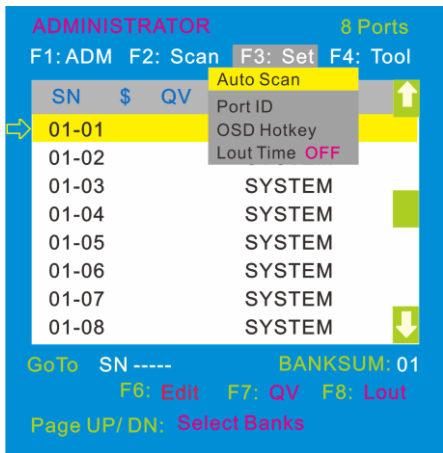 ADMINISTRATOR 8 Ports
F1: ADM F2: Scan F3: Set F4: Tool
Auto Scan
SN $ QV Port ID
01-01 OSD Hotkey
01-02 Lout Time OFF
01-03 SYSTEM
01-04 SYSTEM
01-05 SYSTEM
01-06 SYSTEM
01-07 SYSTEM
01-08 SYSTEM
GoTo SN ----- BANKSUM: 01
F6: Edit F7: QV F8: Lout
Page UP/ DN: Select Banks